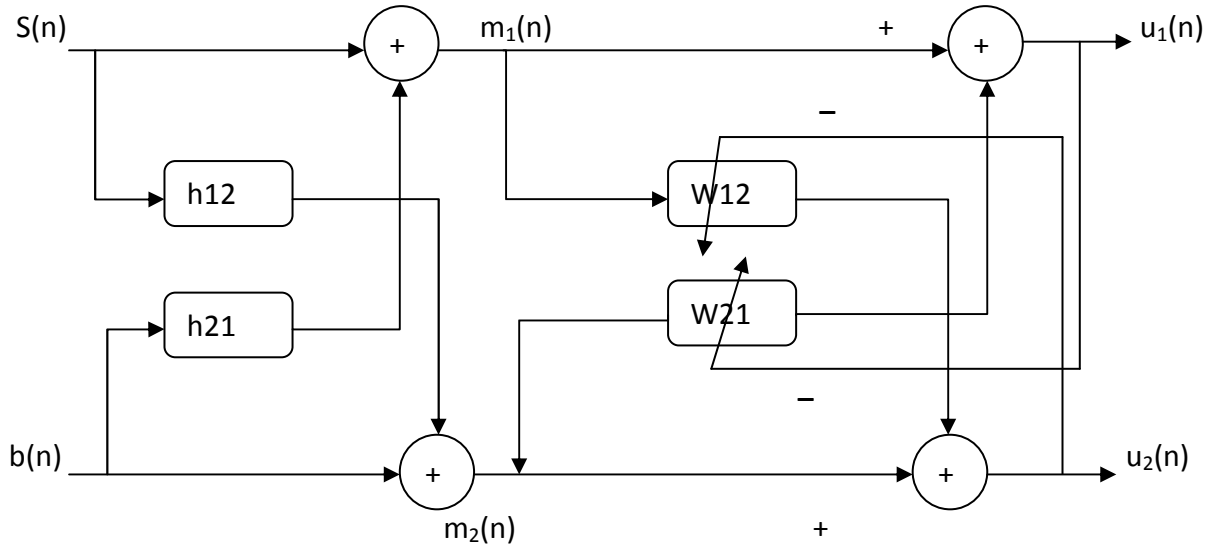 S(n) + m₁(n) + + u₁(n)
−
h12 W12
h21 W21
−
b(n) + + u₂(n)
m₂(n) +